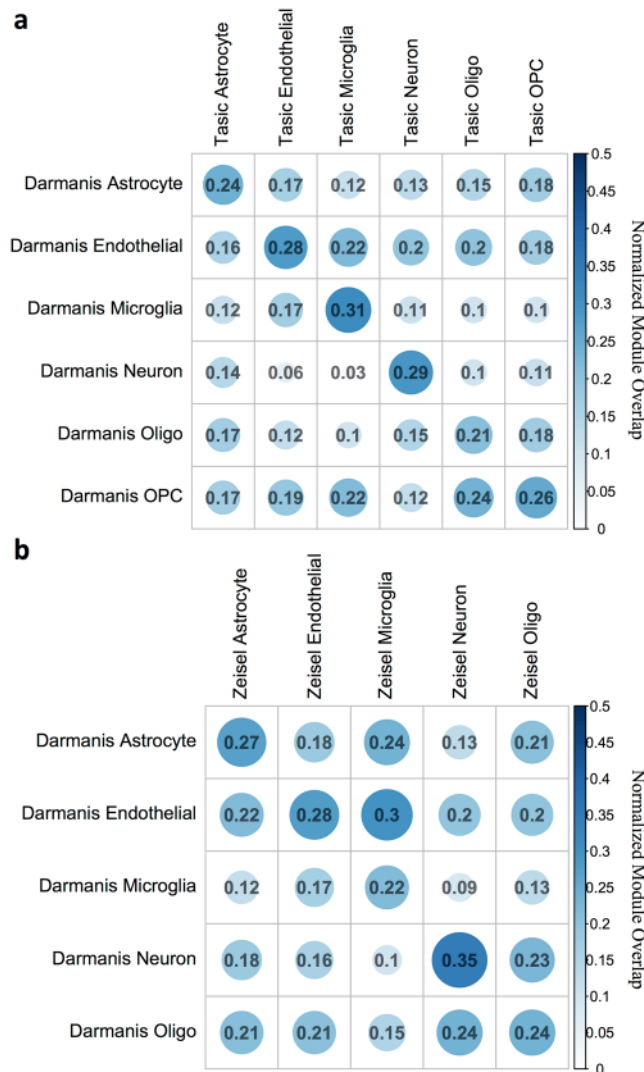 a
Tasic Astrocyte
Tasic Endothelial
Tasic Microglia
Tasic Neuron
Tasic Oligo
Tasic OPC
Darmanis Astrocyte 0.24 0.17 0.12 0.13 0.15 0.18
Darmanis Endothelial 0.16 0.28 0.22 0.2 0.2 0.18
Darmanis Microglia 0.12 0.17 0.31 0.11 0.1 0.1
Darmanis Neuron 0.14 0.06 0.03 0.29 0.1 0.11
Darmanis Oligo 0.17 0.12 0.1 0.15 0.21 0.18
Darmanis OPC 0.17 0.19 0.22 0.12 0.24 0.26
0.5
0.45
0.4
0.35
0.3
0.25
0.2
0.15
0.1
0.05
0
Normalized Module Overlap
b
Zeisel Astrocyte
Zeisel Endothelial
Zeisel Microglia
Zeisel Neuron
Zeisel Oligo
Darmanis Astrocyte 0.27 0.18 0.24 0.13 0.21
Darmanis Endothelial 0.22 0.28 0.3 0.2 0.2
Darmanis Microglia 0.12 0.17 0.22 0.09 0.13
Darmanis Neuron 0.18 0.16 0.1 0.35 0.23
Darmanis Oligo 0.21 0.21 0.15 0.24 0.24
0.5
0.45
0.4
0.35
0.3
0.25
0.2
0.15
0.1
0.05
0
Normalized Module Overlap